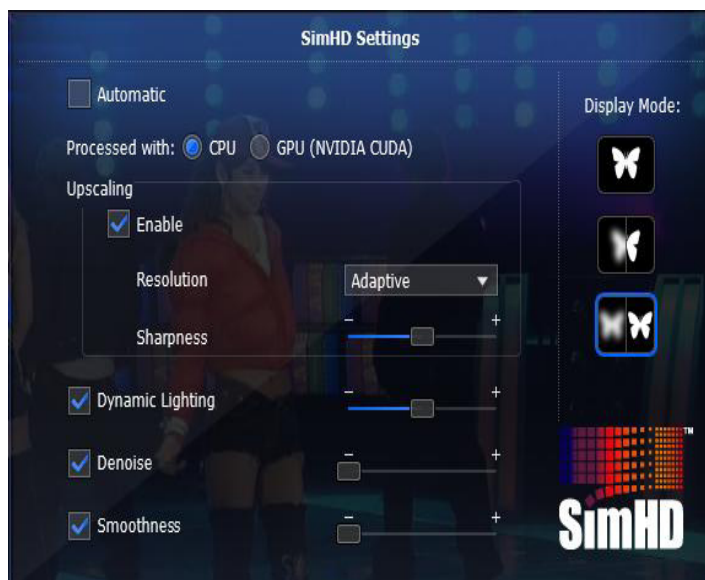 SimHD Settings
Automatic
Display Mode:
Processed with: CPU GPU (NVIDIA CUDA)
Upscaling
Enable
Resolution Adaptive
- +
Sharpness
- +
Dynamic Lighting
- +
Denoise
- +
Smoothness
TM
SimHD